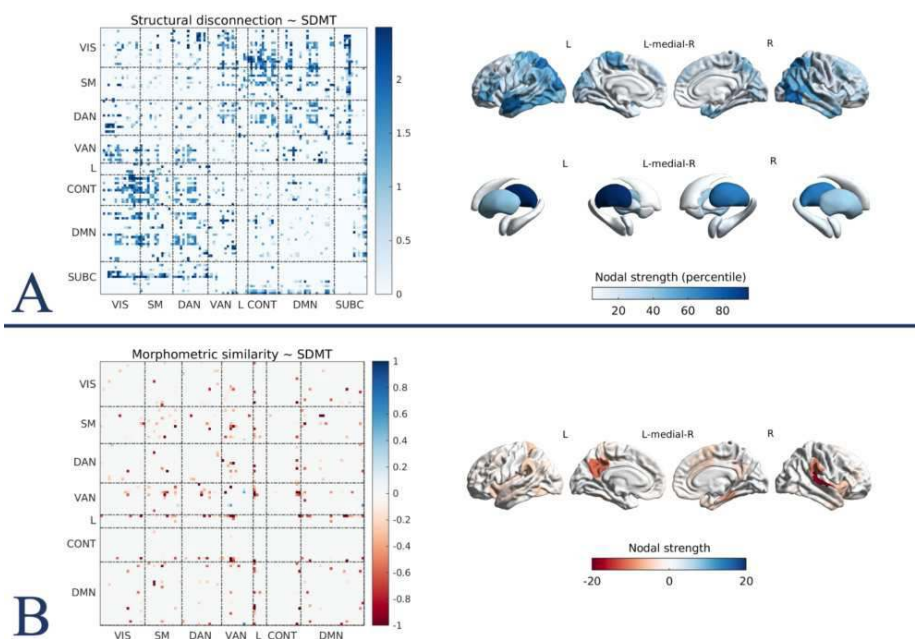 Structural disconnection ~ SDMT
VIS
SM
DAN
VAN
L
CONT
DMN
SUBC
VIS SM DAN VAN L CONT DMN SUBC
2
1.5
1
0.5
0
L L-medial-R R
L L-medial-R R
Nodal strength (percentile)
20 40 60 80
A
Morphometric similarity ~ SDMT
VIS
SM
DAN
VAN
L
CONT
DMN
VIS SM DAN VAN L CONT DMN
1
0.8
0.6
0.4
0.2
0
-0.2
-0.4
-0.6
-0.8
-1
L L-medial-R R
Nodal strength
-20 0 20
B